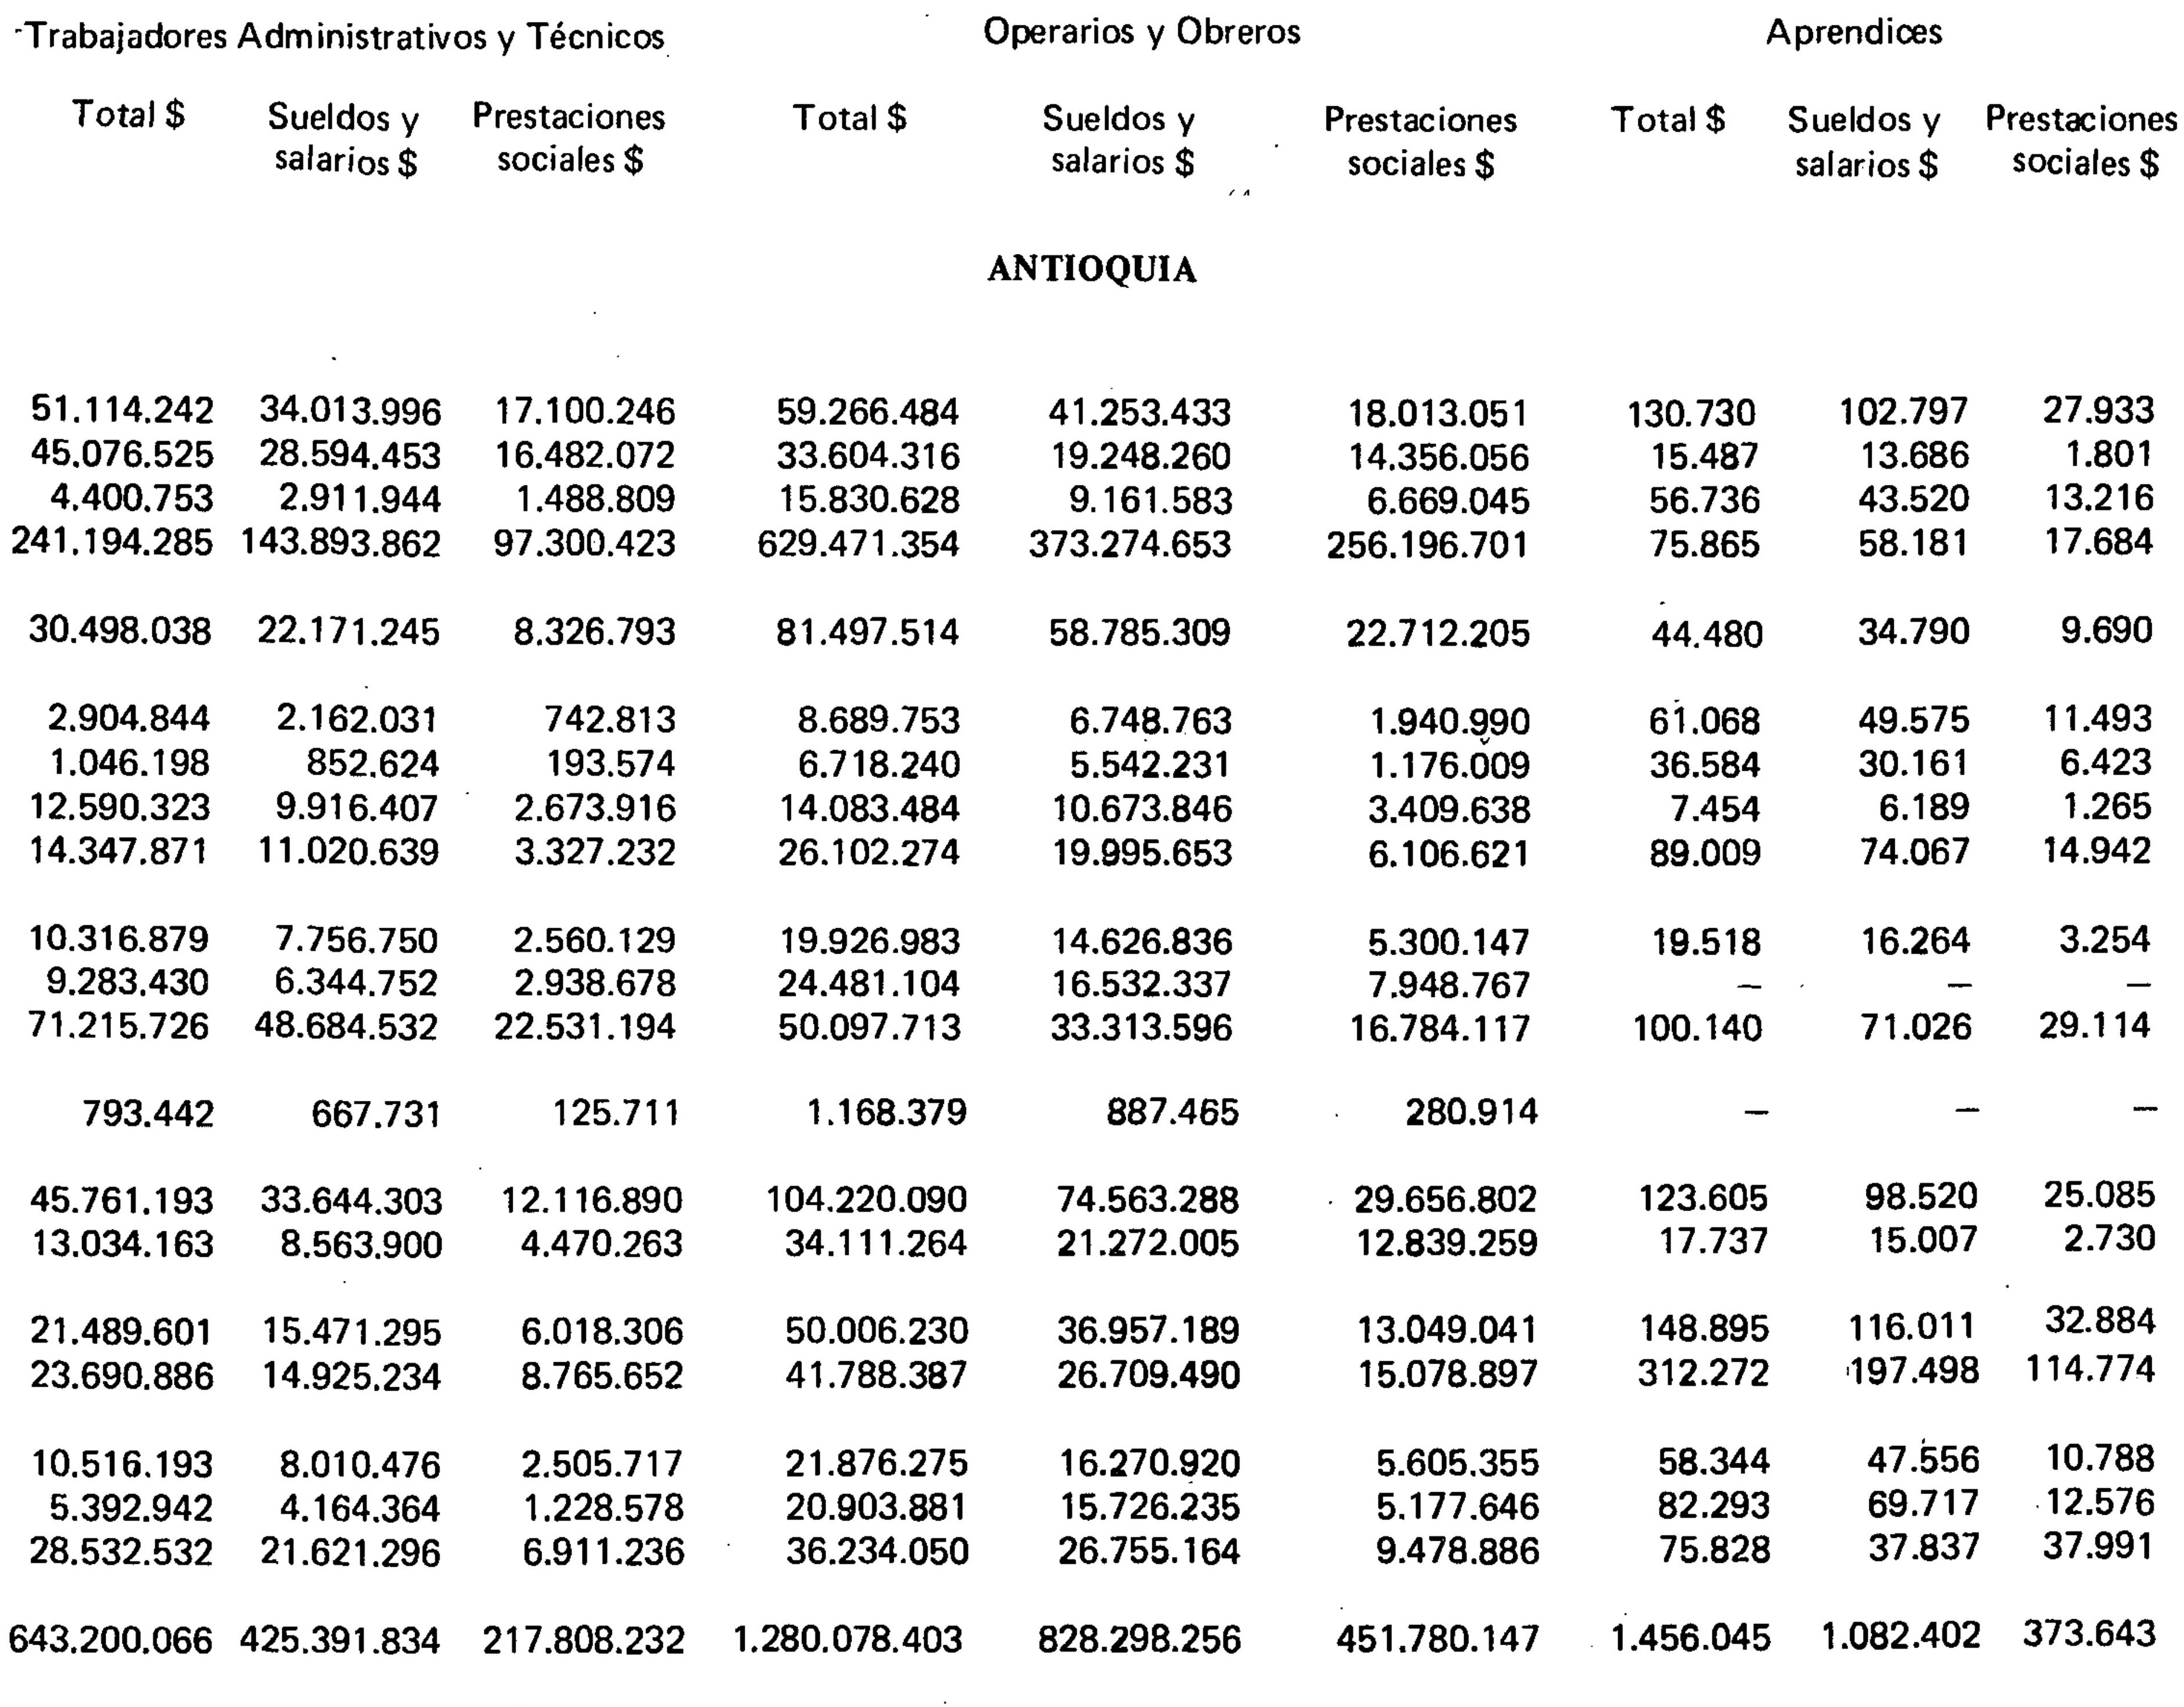 Trabajadores Administrativos y Técnicos Operarios y Obreros Aprendices
Total $ Sueldos y Prestaciones Total $ Sueldos y Prestaciones Total $ Sueldos y Prestaciones
salarios $ sociales $ salarios $ sociales $ salarios $ sociales $
ANTIOQUIA
51.114.242 34.013.996 17.100.246 59.266.484 41.253.433 18.013.051 130.730 102.797 27.933
45.076.525 28.594.453 16.482.072 33.604.316 19.248.260 14.356.056 15.487 13.686 1.801
4.400.753 2.911.944 1.488.809 15.830.628 9.161.583 6.669.045 56.736 43.520 13.216
241.194.285 143.893.862 97.300.423 629.471.354 373.274.653 256.196.701 75.865 58.181 17.684
30.498.038 22.171.245 8.326.793 81.497.514 58.785.309 22.712.205 44.480 34.790 9.690
2.904.844 2.162.031 742.813 8.689.753 6.748.763 1.940.990 61.068 49.575 11.493
1.046.198 852.624 193.574 6.718.240 5.542.231 1.176.009 36.584 30.161 6.423
12.590.323 9.916.407 2.673.916 14.083.484 10.673.846 3.409.638 7.454 6.189 1.265
14.347.871 11.020.639 3.327.232 26.102.274 19.995.653 6.106.621 89.009 74.067 14.942
10.316.879 7.756.750 2.560.129 19.926.983 14.626.836 5.300.147 19.518 16.264 3.254
9.283.430 6.344.752 2.938.678 24.481.104 16.532.337 7.948.767 – – –
71.215.726 48.684.532 22.531.194 50.097.713 33.313.596 16.784.117 100.140 71.026 29.114
793.442 667.731 125.711 1.168.379 887.465 280.914 – – –
45.761.193 33.644.303 12.116.890 104.220.090 74.563.288 29.656.802 123.605 98.520 25.085
13.034.163 8.563.900 4.470.263 34.111.264 21.272.005 12.839.259 17.737 15.007 2.730
21.489.601 15.471.295 6.018.306 50.006.230 36.957.189 13.049.041 148.895 116.011 32.884
23.690.886 14.925.234 8.765.652 41.788.387 26.709.490 15.078.897 312.272 197.498 114.774
10.516.193 8.010.476 2.505.717 21.876.275 16.270.920 5.605.355 58.344 47.556 10.788
5.392.942 4.164.364 1.228.578 20.903.881 15.726.235 5.177.646 82.293 69.717 12.576
28.532.532 21.621.296 6.911.236 36.234.050 26.755.164 9.478.886 75.828 37.837 37.991
643.200.066 425.391.834 217.808.232 1.280.078.403 828.298.256 451.780.147 1.456.045 1.082.402 373.643